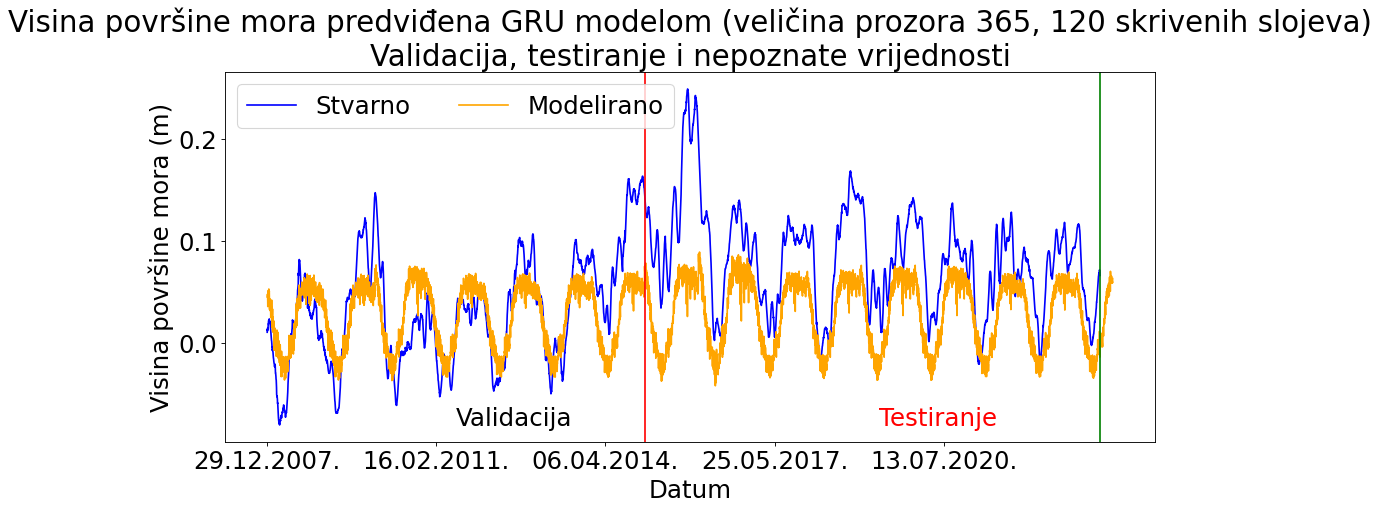 Visina površine mora predviđena GRU modelom (veličina prozora 365, 120 skrivenih slojeva)
Validacija, testiranje i nepoznate vrijednosti
Stvarno Modelirano
Visina površine mora (m)
0.2
0.1
0.0
Validacija Testiranje
29.12.2007. 16.02.2011. 06.04.2014. 25.05.2017. 13.07.2020.
Datum